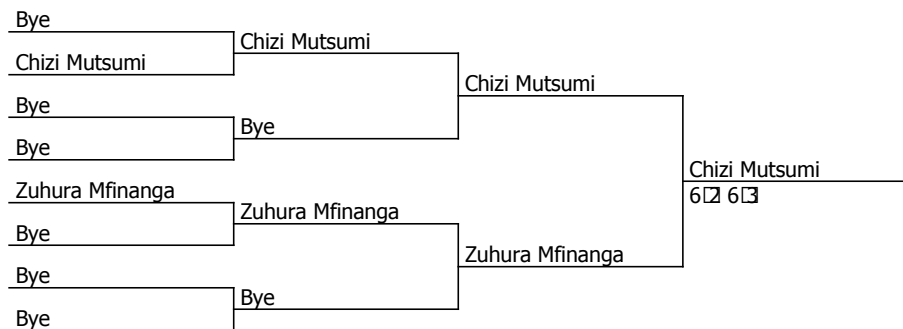 Bye
Chizi Mutsumi
Chizi Mutsumi
Chizi Mutsumi
Bye
Bye
Bye
Chizi Mutsumi
6□2 6□3
Zuhura Mfinanga
Zuhura Mfinanga
Bye
Zuhura Mfinanga
Bye
Bye
Bye